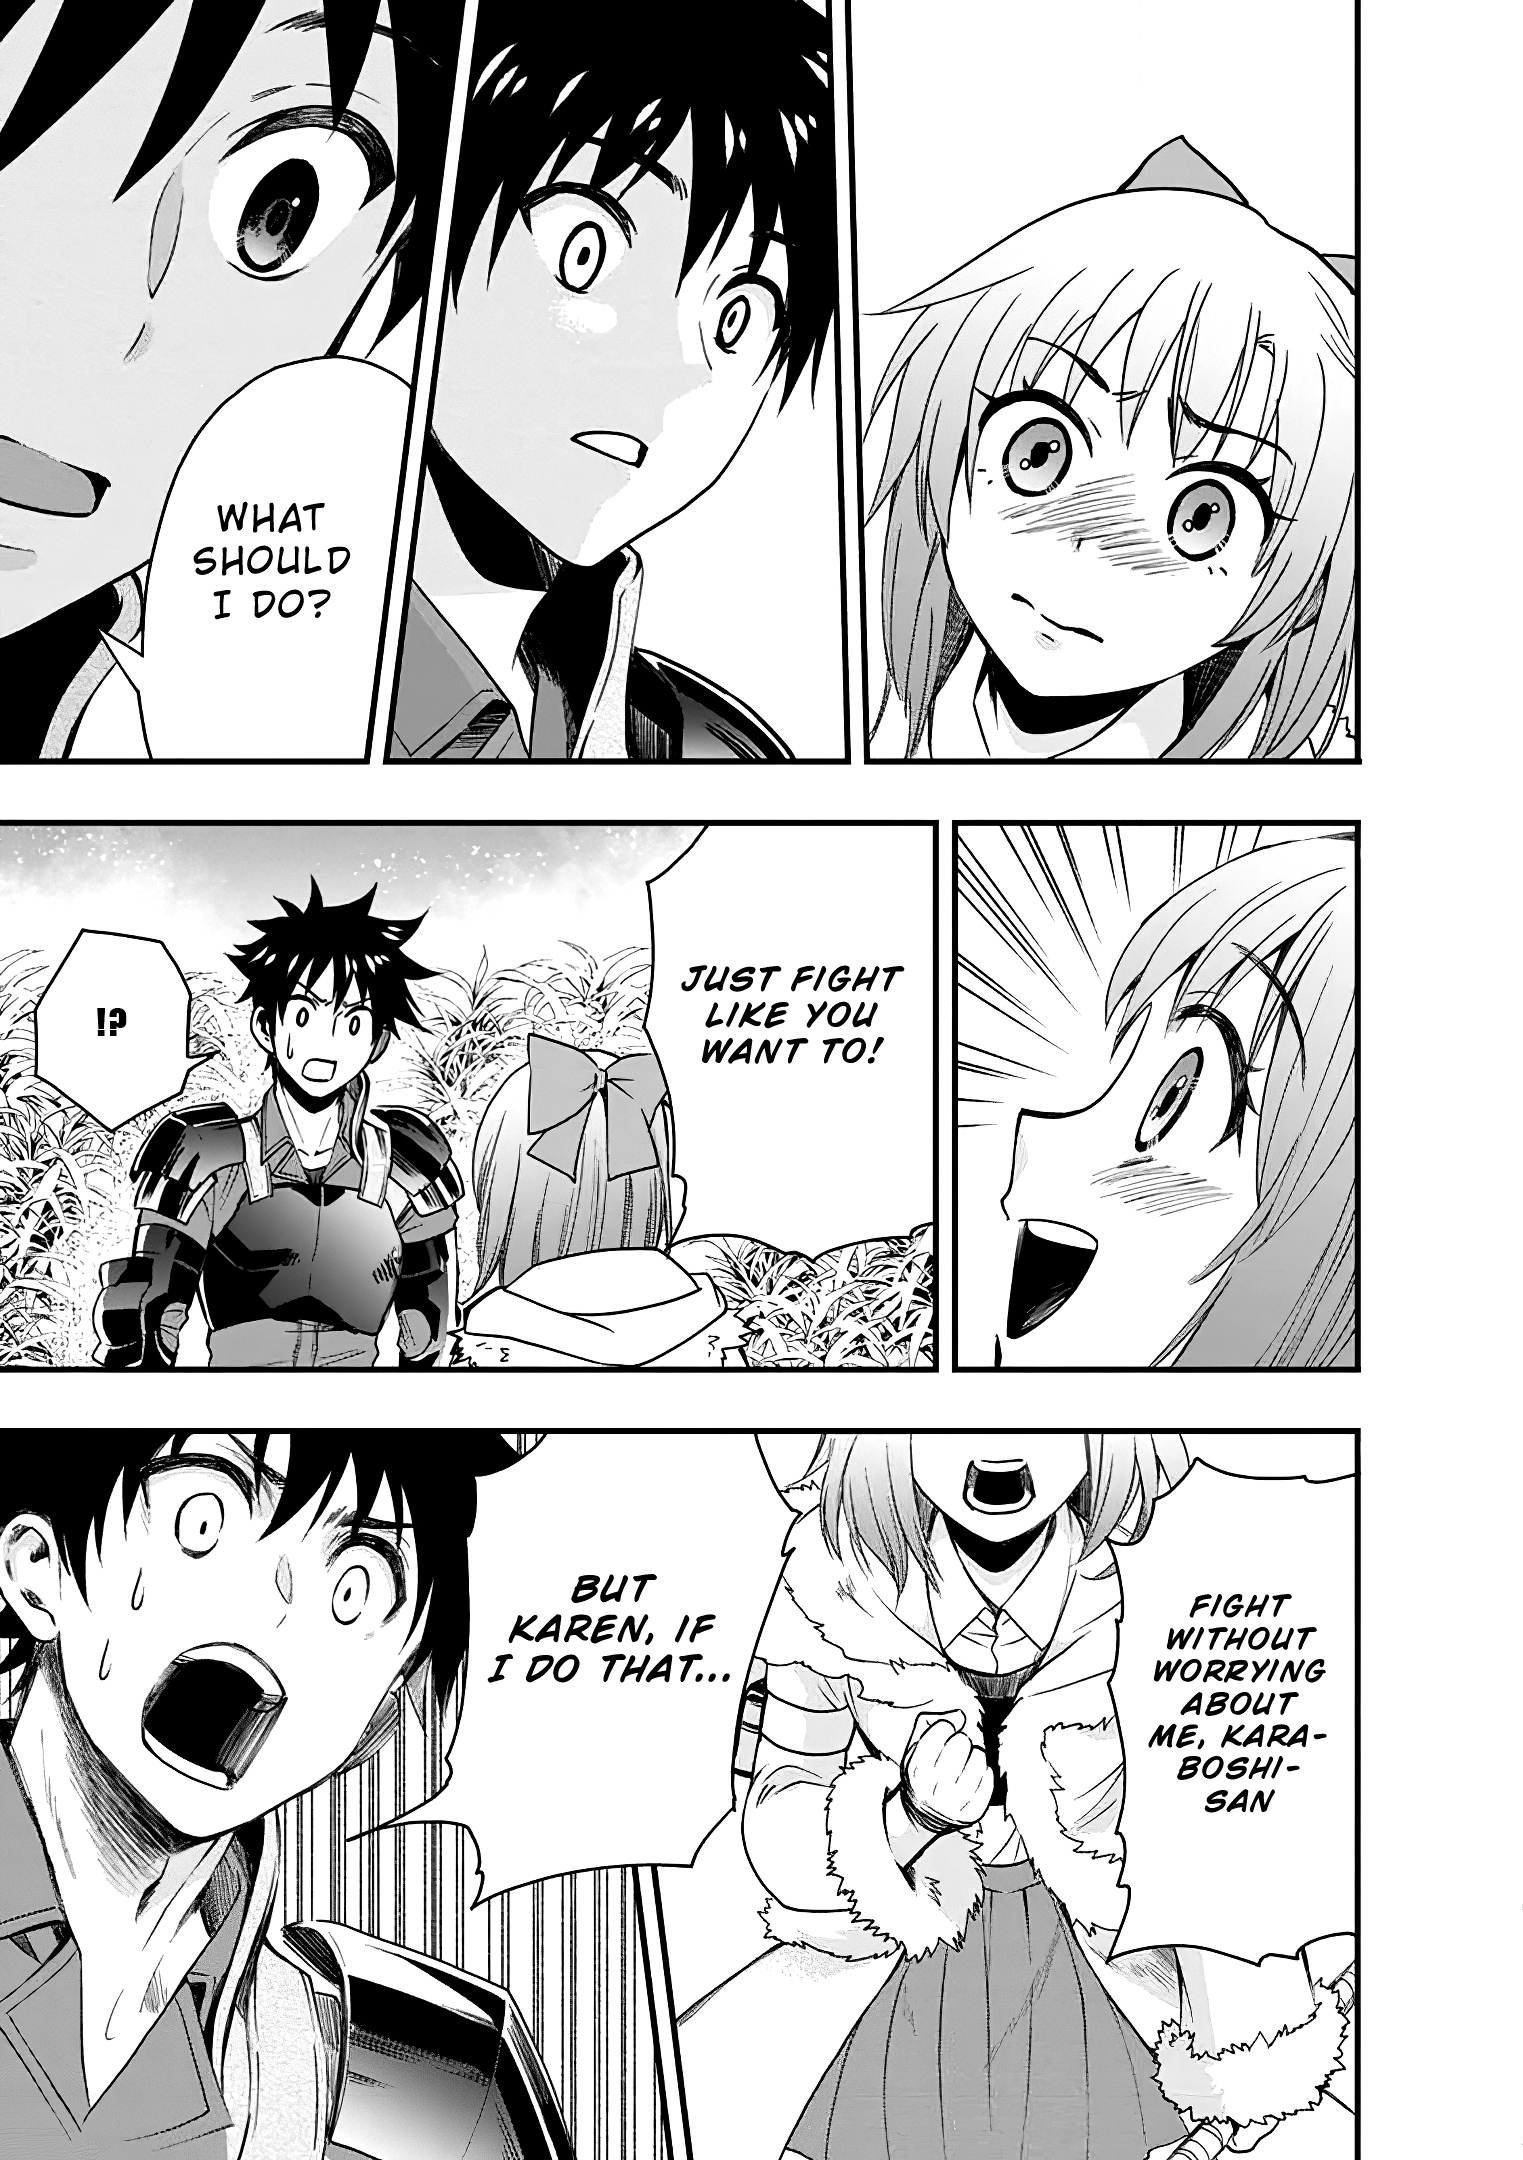 WHAT
SHOULD
I DO?
JUST FIGHT
LIKE YOU
WANT TO!
!?
FIGHT
WITHOUT
WORRYING
ABOUT
ME, KARA-
BOSHI-
SAN
BUT
KAREN, IF
I DO THAT...